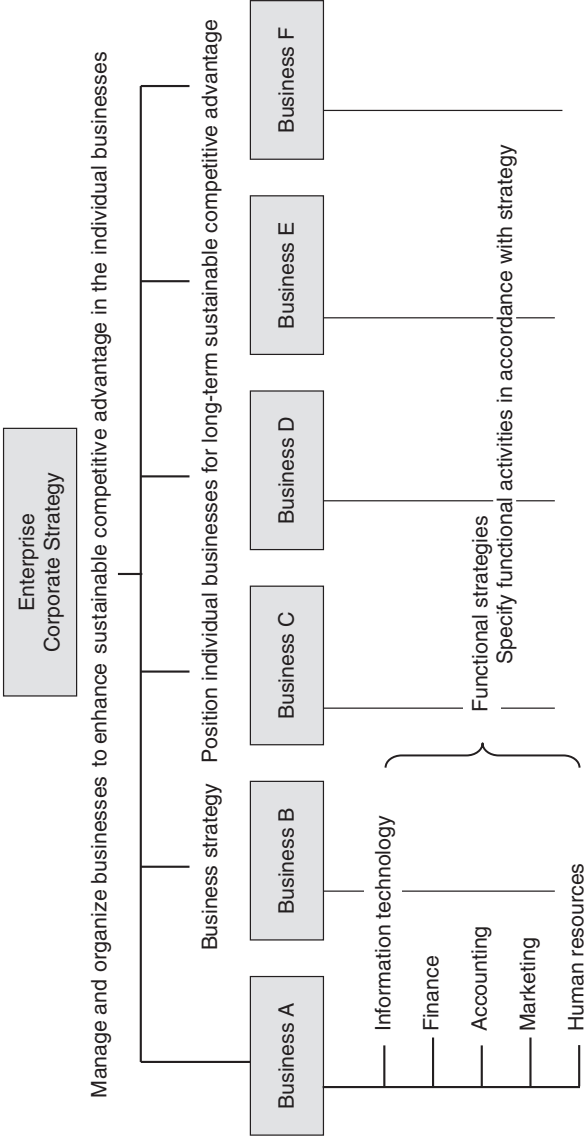 Enterprise
Corporate Strategy
Manage and organize businesses to enhance sustainable competitive advantage in the individual businesses
Business strategy
Position individual businesses for long-term sustainable competitive advantage
Business A
Business B
Business C
Business D
Business E
Business F
Information technology
Finance
Accounting
Marketing
Human resources
Functional strategies
Specify functional activities in accordance with strategy